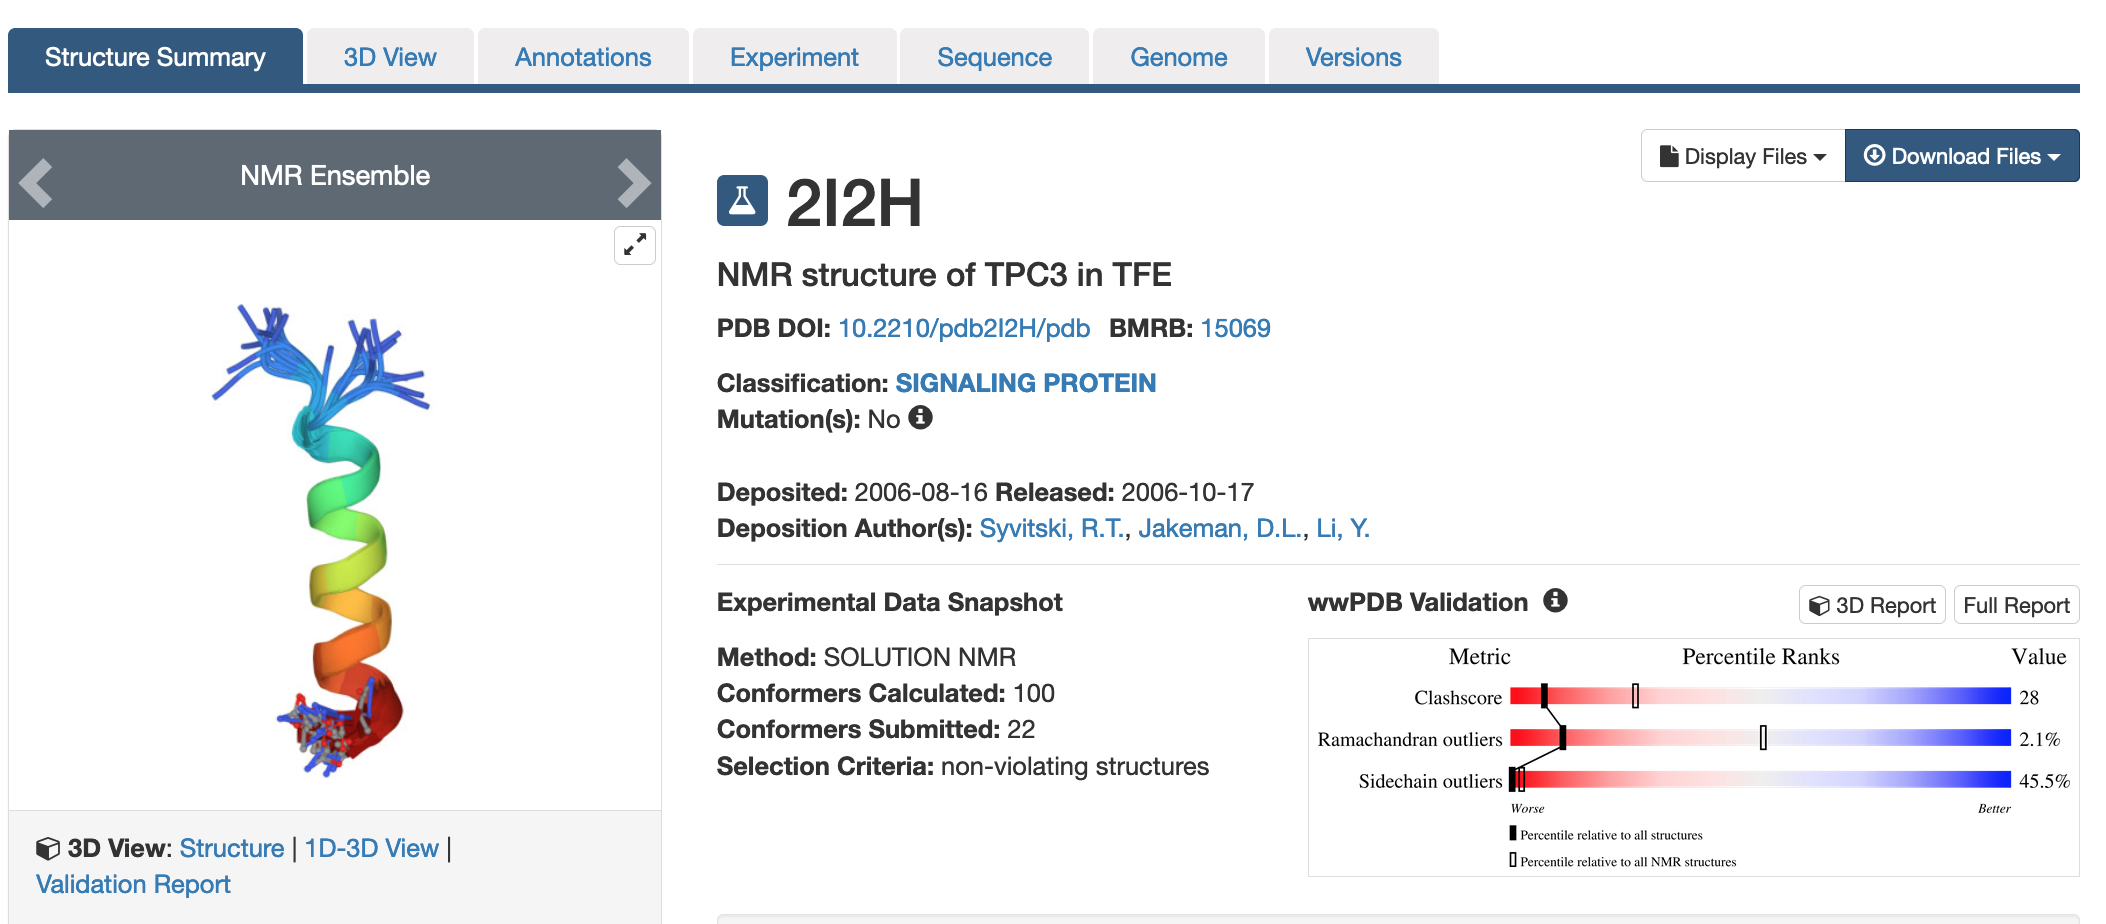 Structure Summary 3D View Annotations Experiment Sequence Genome Versions
NMR Ensemble
Display Files Download Files
2I2H
NMR structure of TPC3 in TFE
PDB DOI: 10.2210/pdb2I2H/pdb BMRB: 15069
Classification: SIGNALING PROTEIN
Mutation(s): No
Deposited: 2006-08-16 Released: 2006-10-17
Deposition Author(s): Syvitski, R.T., Jakeman, D.L., Li, Y.
Experimental Data Snapshot
Method: SOLUTION NMR
Conformers Calculated: 100
Conformers Submitted: 22
Selection Criteria: non-violating structures
wwPDB Validation 3D Report Full Report
Metric Percentile Ranks Value
Clashscore 28
Ramachandran outliers 2.1%
Sidechain outliers 45.5%
Worse Better
Percentile relative to all structures
Percentile relative to all NMR structures
3D View: Structure | 1D-3D View |
Validation Report